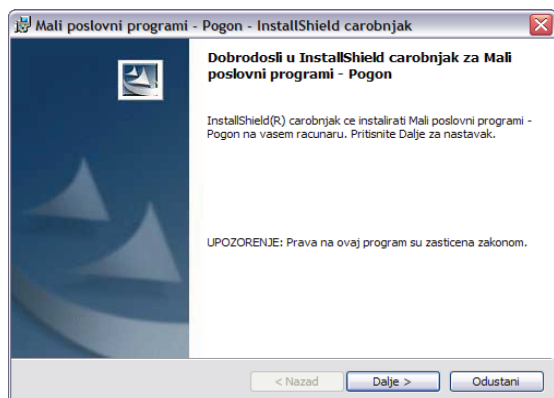 Mali poslovni programi - Pogon - InstallShield carobnjak
Dobrodosli u InstallShield carobnjak za Mali
poslovni programi - Pogon
InstallShield(R) carobnjak ce instalirati Mali poslovni programi -
Pogon na vasem racunaru. Pritisnite Dalje za nastavak.
UPOZORENJE: Prava na ovaj program su zasticena zakonom.
< Nazad
Dalje >
Odustani